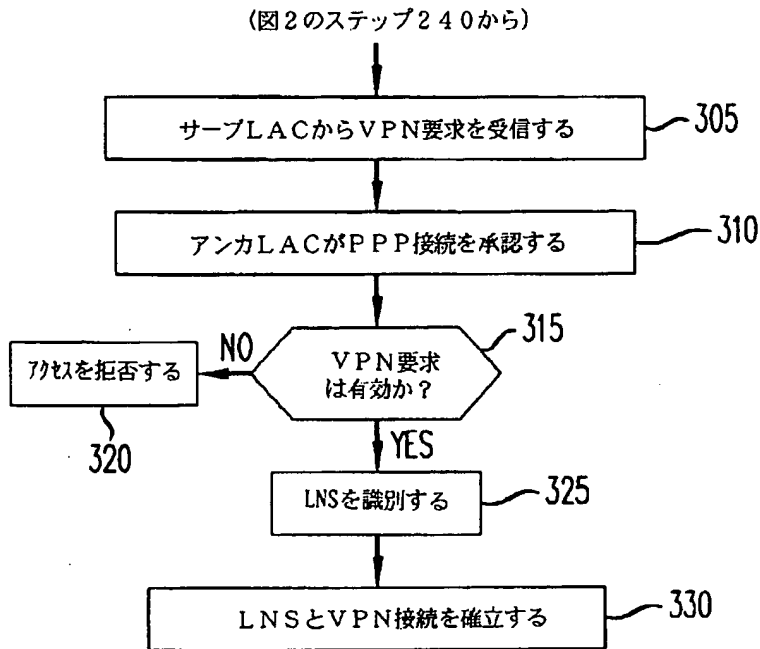 (図2のステップ240から)
サーブLACからVPN要求を受信する
305
アンカLACがPPP接続を承認する
310
VPN要求
は有効か?
315
NO
アクセスを拒否する
320
YES
LNSを識別する
325
LNSとVPN接続を確立する
330